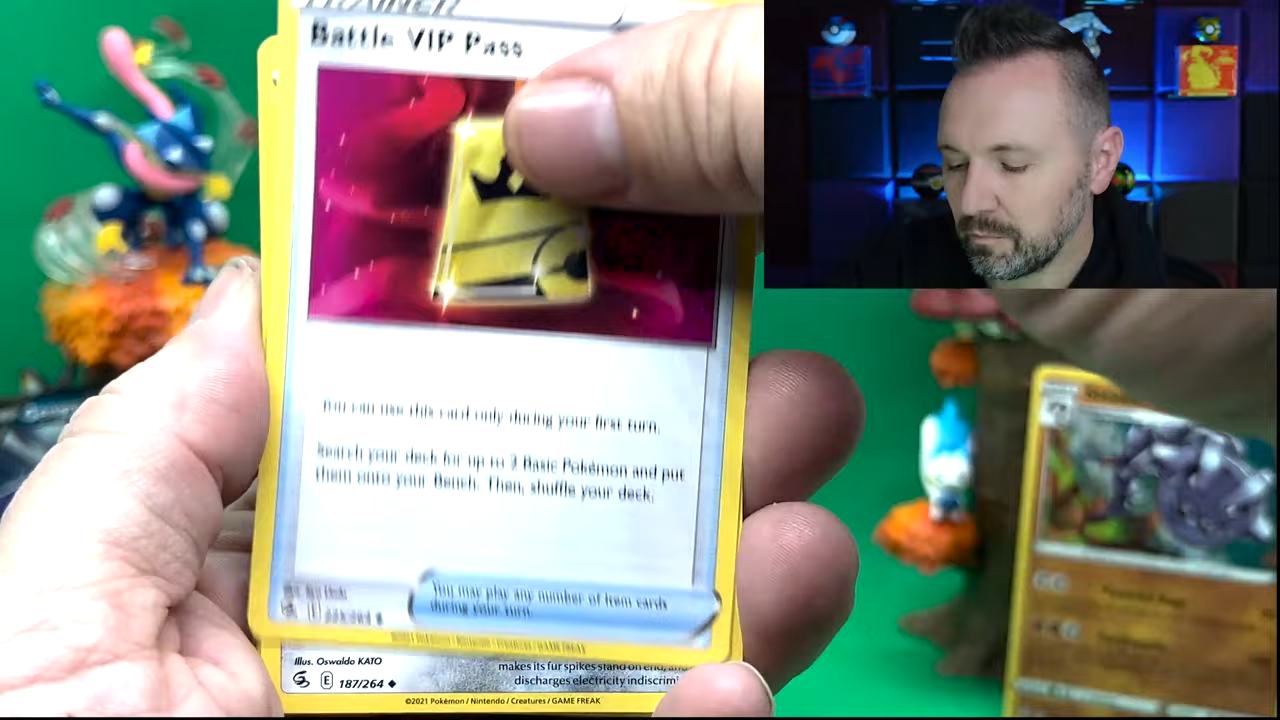 TRAINER
Battle VIP Pass
You can use this card only during your first turn.
Search your deck for up to 2 Basic Pokémon and put
them onto your Bench. Then, shuffle your deck.
You may play any number of Item cards
during your turn.
Illus. Oswaldo KATO
E 187/264
makes its fur spikes stand on end, and
discharges electricity
©2021 Pokémon / Nintendo / Creatures / GAME FREAK